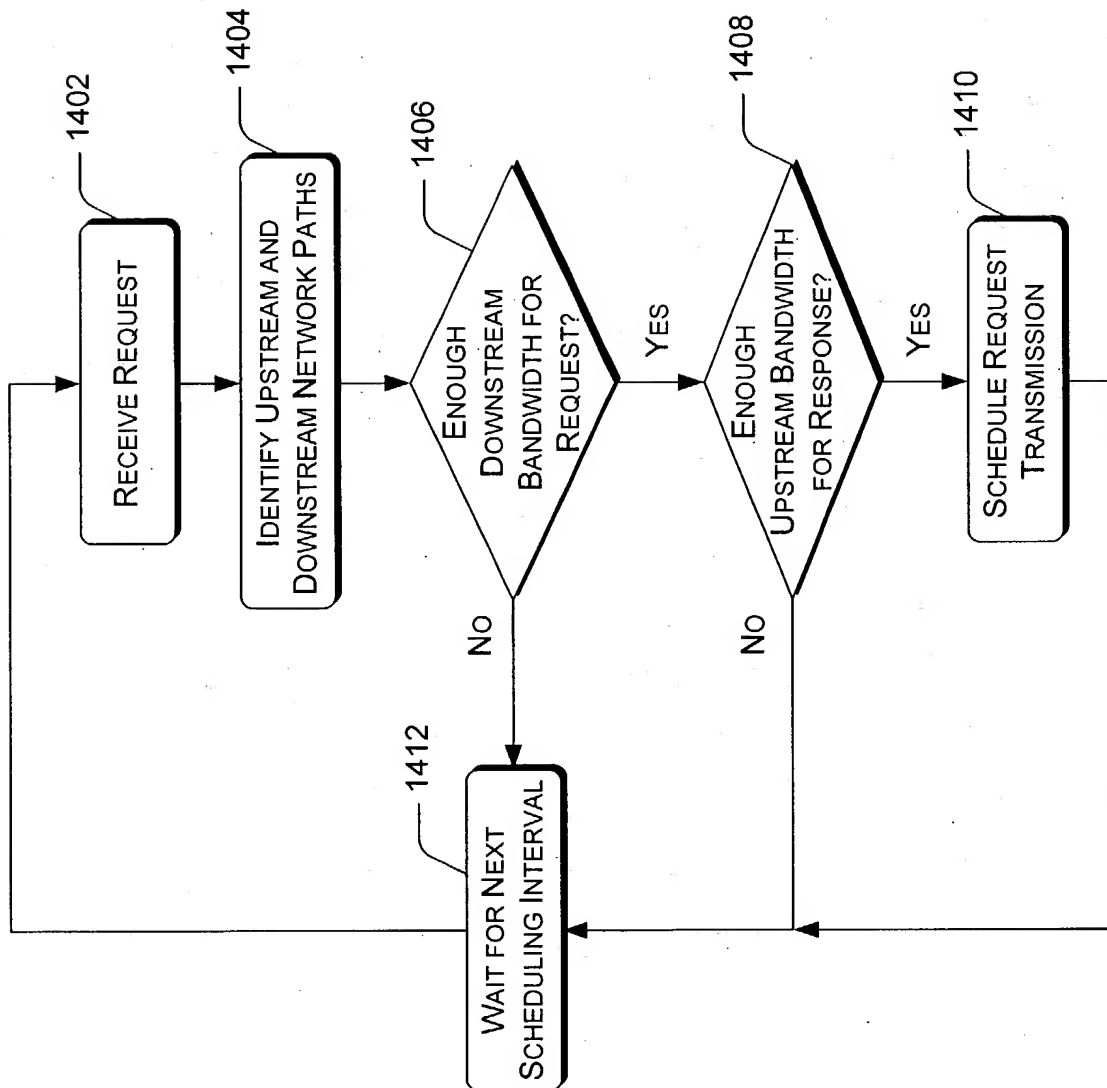 1402
RECEIVE REQUEST
1404
IDENTIFY UPSTREAM AND
DOWNSTREAM NETWORK PATHS
1406
ENOUGH
DOWNSTREAM
BANDWIDTH FOR
REQUEST?
NO
YES
1408
ENOUGH
UPSTREAM BANDWIDTH
FOR RESPONSE?
NO
YES
1410
SCHEDULE REQUEST
TRANSMISSION
1412
WAIT FOR NEXT
SCHEDULING INTERVAL